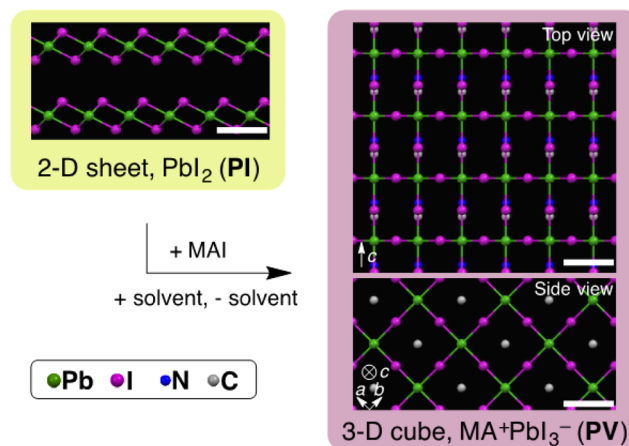 2-D sheet, PbI₂ (PI)
+ MAI
+ solvent, - solvent
Pb I N C
Top view
c
Side view
c
a b
3-D cube, MA⁺PbI₃⁻ (PV)